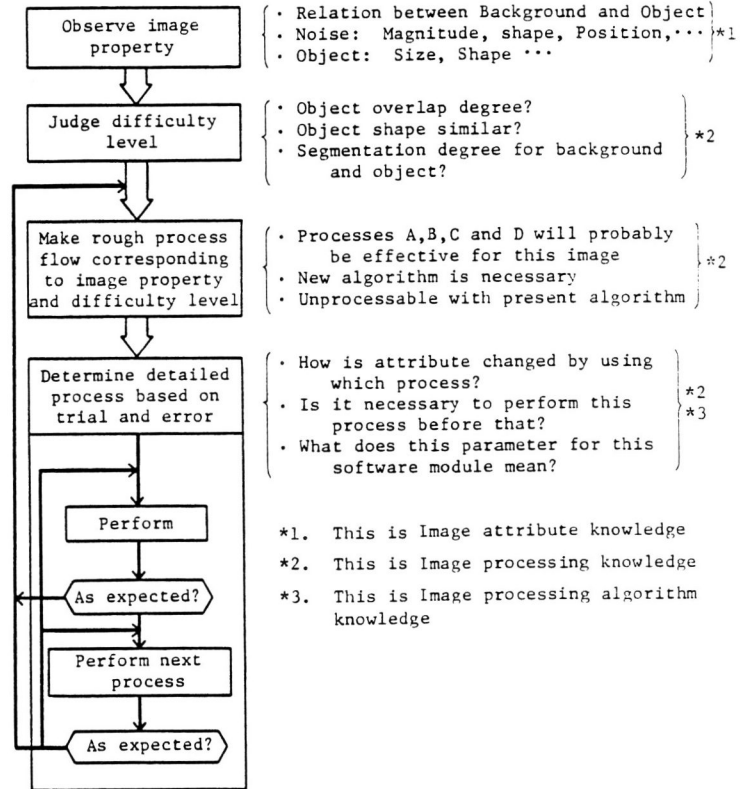 Observe image
property
· Relation between Background and Object
· Noise: Magnitude, shape, Position,···
· Object: Size, Shape ···
*1
Judge difficulty
level
· Object overlap degree?
· Object shape similar?
· Segmentation degree for background
and object?
*2
Make rough process
flow corresponding
to image property
and difficulty level
· Processes A,B,C and D will probably
be effective for this image
· New algorithm is necessary
· Unprocessable with present algorithm
*2
Determine detailed
process based on
trial and error
· How is attribute changed by using
which process?
· Is it necessary to perform this
process before that?
· What does this parameter for this
software module mean?
*2
*3
Perform
As expected?
Perform next
process
As expected?
*1. This is Image attribute knowledge
*2. This is Image processing knowledge
*3. This is Image processing algorithm
knowledge